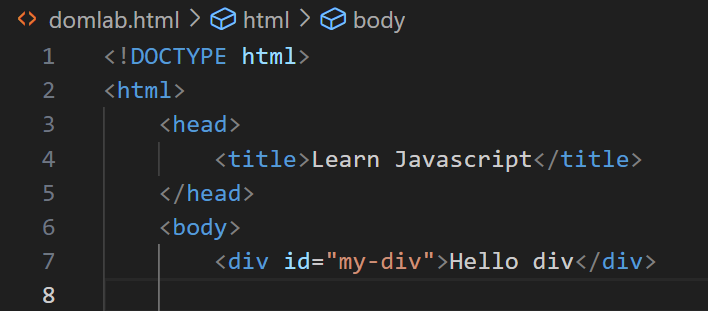 domlab.html > html > body
1 <!DOCTYPE html>
2 <html>
3     <head>
4         <title>Learn Javascript</title>
5     </head>
6     <body>
7         <div id="my-div">Hello div</div>
8